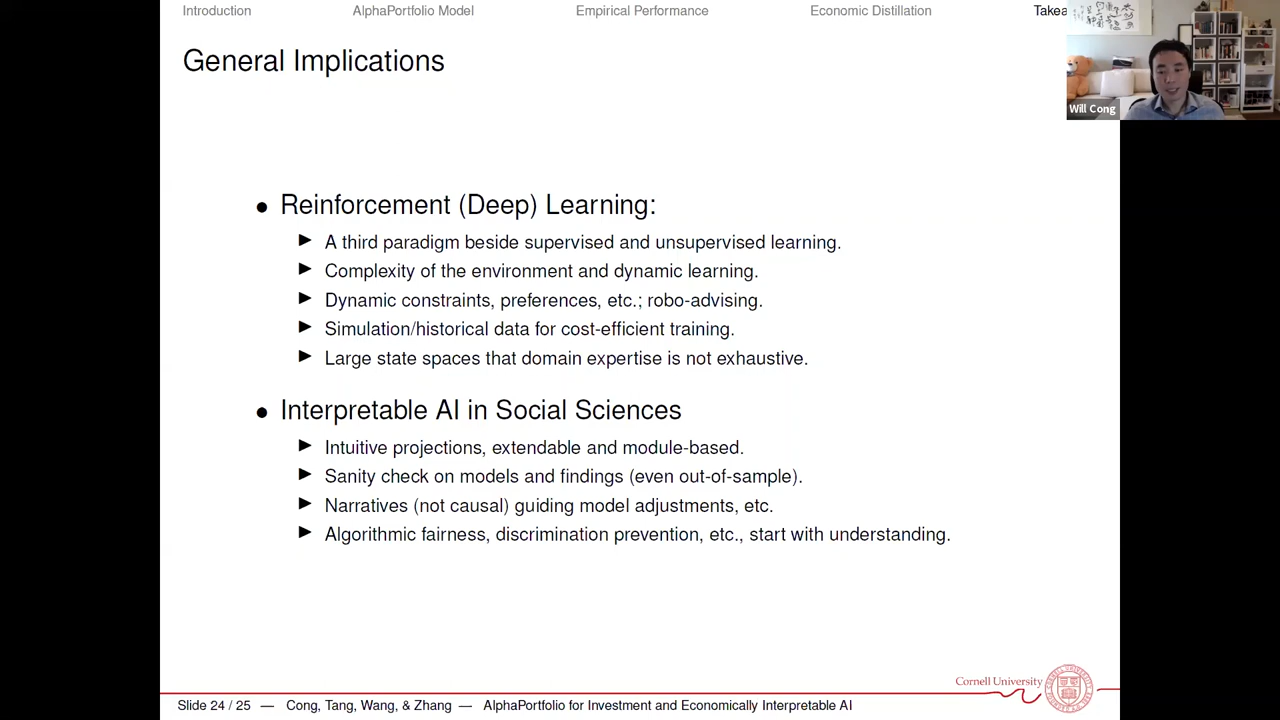 Introduction
AlphaPortfolio Model
Empirical Performance
Economic Distillation
Takea
General Implications
Will Cong
● Reinforcement (Deep) Learning:
▶ A third paradigm beside supervised and unsupervised learning.
▶ Complexity of the environment and dynamic learning.
▶ Dynamic constraints, preferences, etc.; robo-advising.
▶ Simulation/historical data for cost-efficient training.
▶ Large state spaces that domain expertise is not exhaustive.
● Interpretable AI in Social Sciences
▶ Intuitive projections, extendable and module-based.
▶ Sanity check on models and findings (even out-of-sample).
▶ Narratives (not causal) guiding model adjustments, etc.
▶ Algorithmic fairness, discrimination prevention, etc., start with understanding.
Cornell University
Slide 24 / 25 — Cong, Tang, Wang, & Zhang — AlphaPortfolio for Investment and Economically Interpretable AI